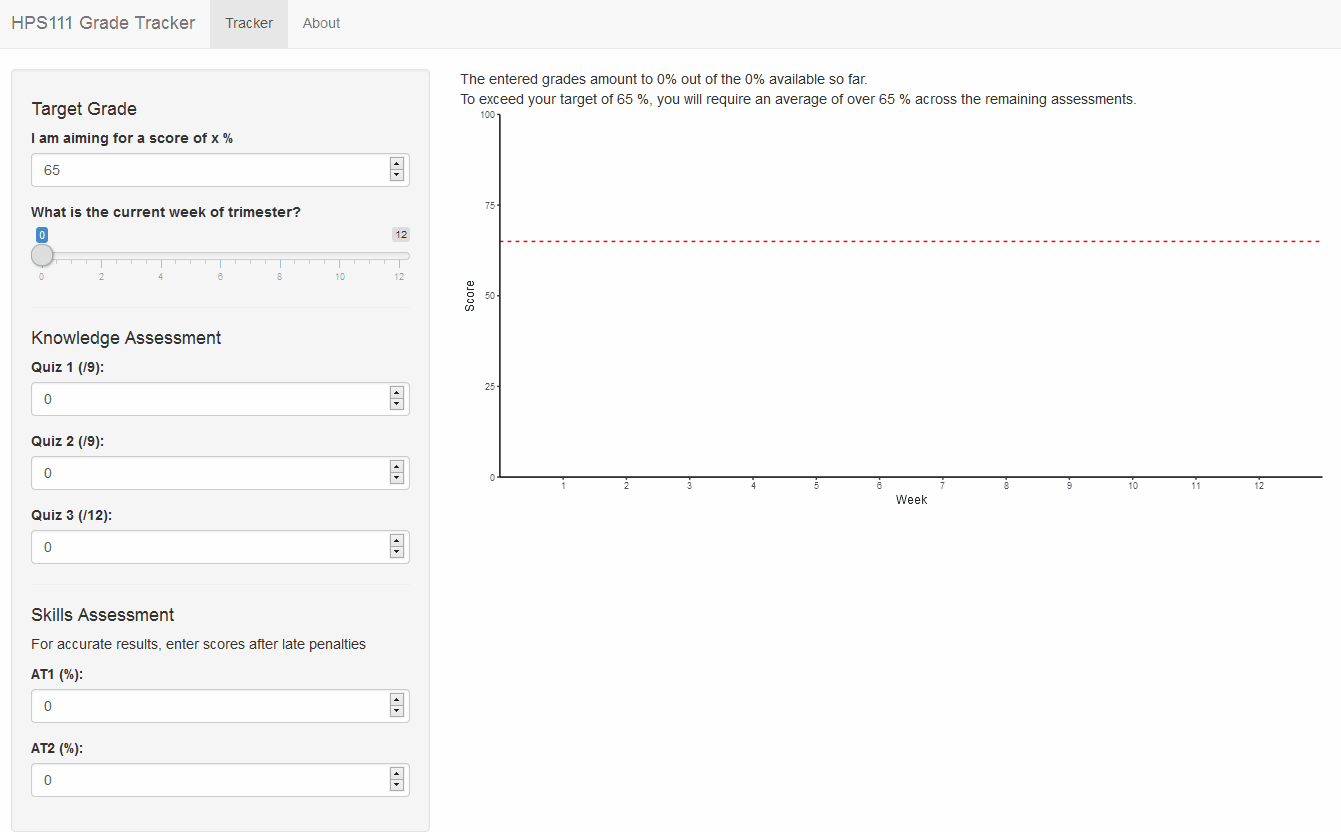 HPS111 Grade Tracker Tracker About
Target Grade
I am aiming for a score of x %
65
What is the current week of trimester?
0 12
0 2 4 6 8 10 12
Knowledge Assessment
Quiz 1 (/9):
0
Quiz 2 (/9):
0
Quiz 3 (/12):
0
Skills Assessment
For accurate results, enter scores after late penalties
AT1 (%):
0
AT2 (%):
0
The entered grades amount to 0% out of the 0% available so far.
To exceed your target of 65 %, you will require an average of over 65 % across the remaining assessments.
100
75
50
25
0
Score
1 2 3 4 5 6 7 8 9 10 11 12
Week